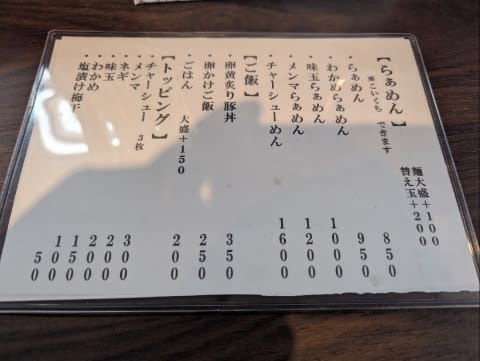 【らぁめん】
※こいくち できます
麺大盛+100
替え玉+200
・らぁめん 850
・わかめらぁめん 950
・味玉らぁめん 1000
・メンマらぁめん 1200
・チャーシューめん 1600
【ご飯】
・卵黄炙り豚丼 350
・卵かけご飯 250
・ごはん 大盛+150 200
【トッピング】
・チャーシュー 3枚 300
・メンマ 200
・ネギ 200
・味玉 150
・わかめ 100
・塩漬け梅干 50